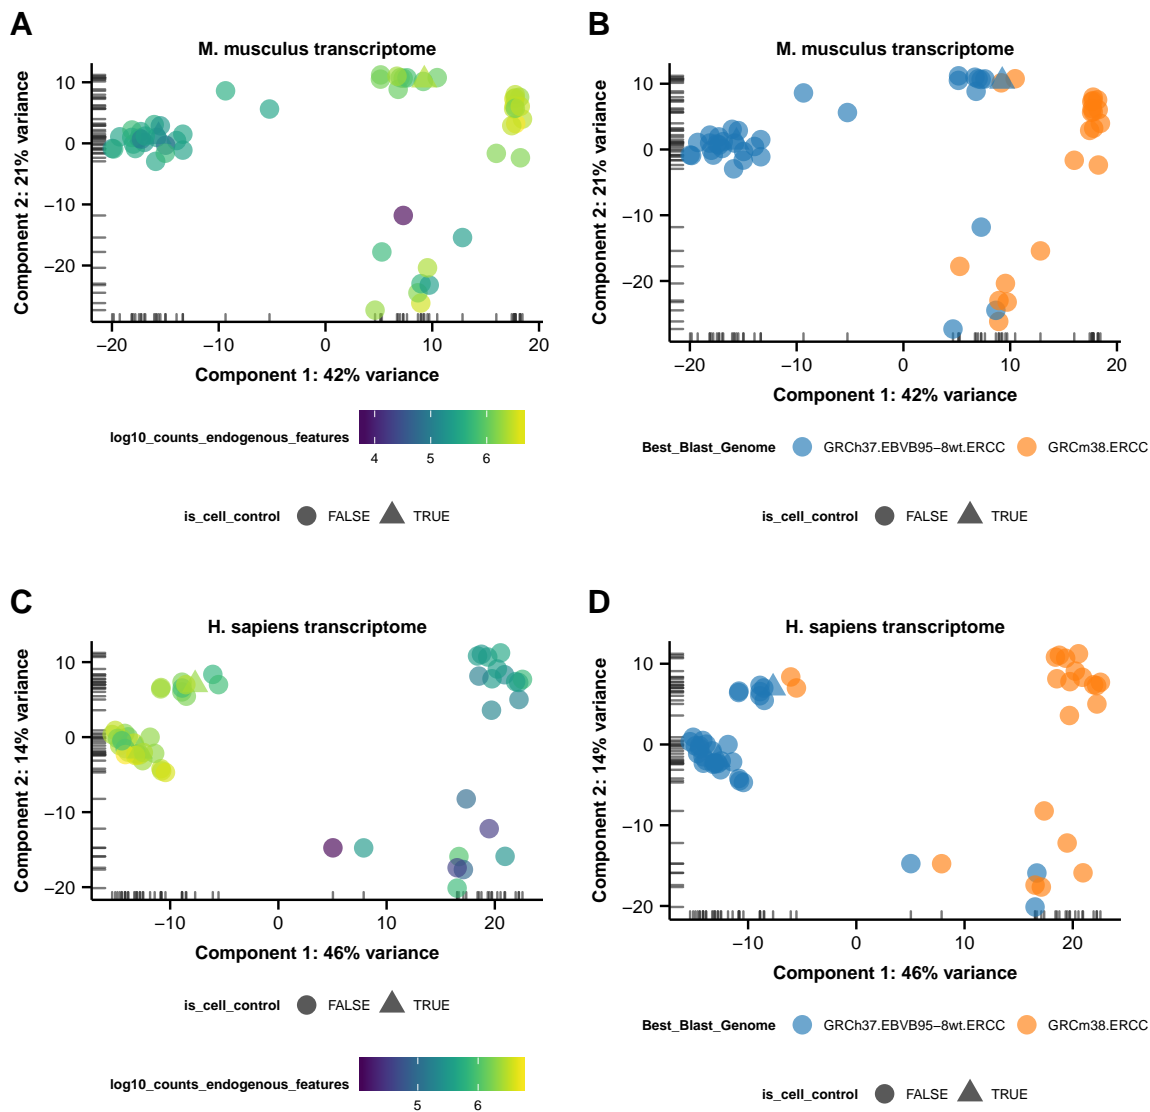 A
M. musculus transcriptome
Component 2: 21% variance
10
0
−10
−20
−20
−10
0
10
20
Component 1: 42% variance
log10_counts_endogenous_features
4
5
6
is_cell_control
FALSE
TRUE
B
M. musculus transcriptome
Component 2: 21% variance
10
0
−10
−20
−20
−10
0
10
20
Component 1: 42% variance
Best_Blast_Genome
GRCh37.EBVB95−8wt.ERCC
GRCm38.ERCC
is_cell_control
FALSE
TRUE
C
H. sapiens transcriptome
Component 2: 14% variance
10
0
−10
−20
−10
0
10
20
Component 1: 46% variance
is_cell_control
FALSE
TRUE
log10_counts_endogenous_features
5
6
D
H. sapiens transcriptome
Component 2: 14% variance
10
0
−10
−20
−10
0
10
20
Component 1: 46% variance
Best_Blast_Genome
GRCh37.EBVB95−8wt.ERCC
GRCm38.ERCC
is_cell_control
FALSE
TRUE